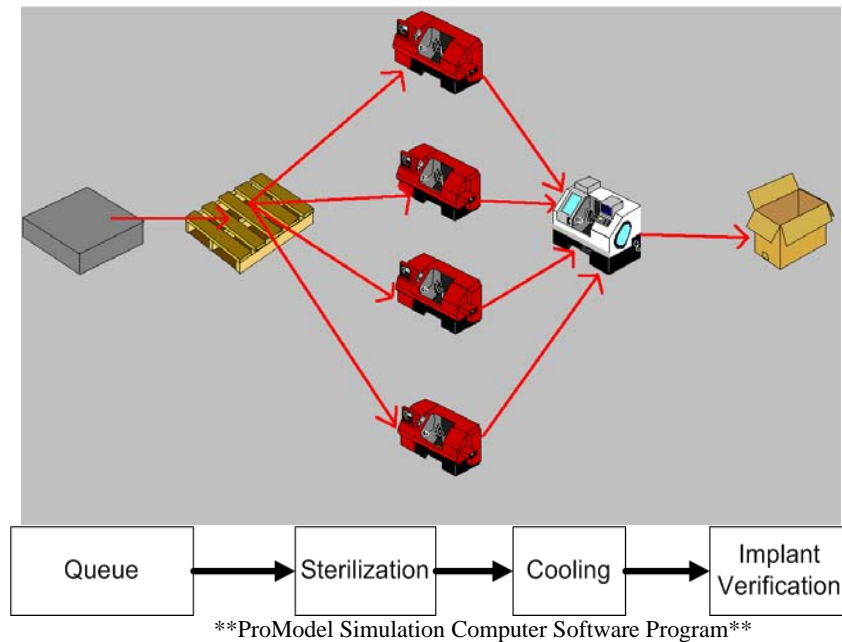 Queue
Sterilization
Cooling
Implant
Verification
**ProModel Simulation Computer Software Program**